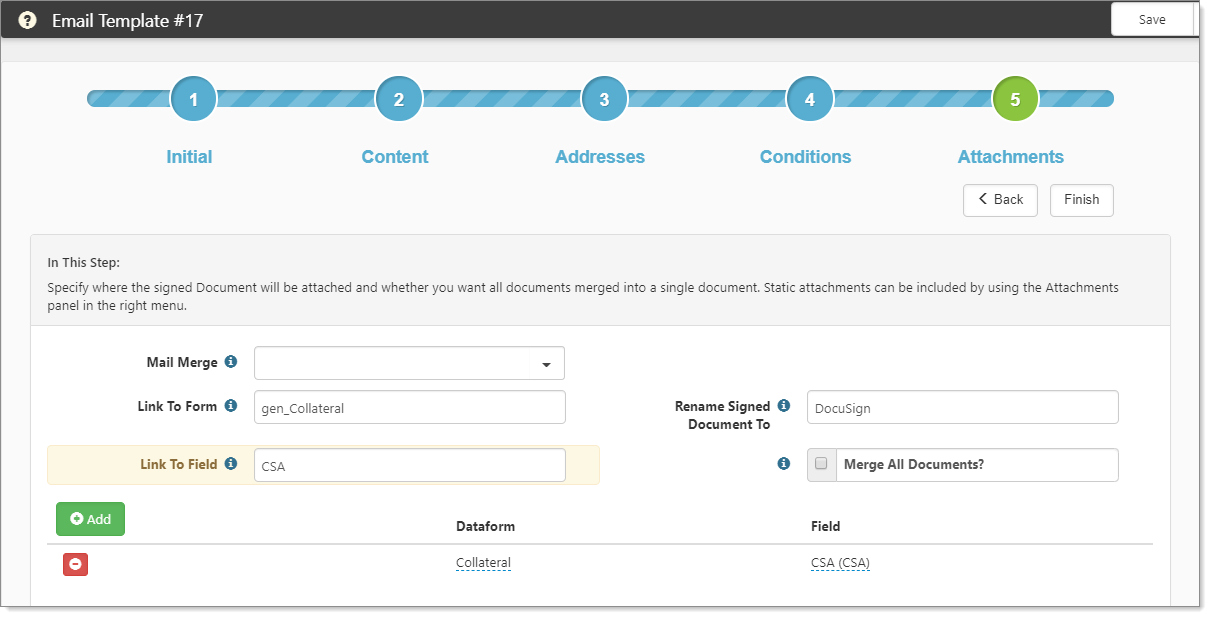 ? Email Template #17
Save
1 2 3 4 5
Initial Content Addresses Conditions Attachments
Back Finish
In This Step:
Specify where the signed Document will be attached and whether you want all documents merged into a single document. Static attachments can be included by using the Attachments
panel in the right menu.
Mail Merge
Link To Form gen_Collateral
Rename Signed
Document To DocuSign
Link To Field CSA
Merge All Documents?
Add
Dataform Field
Collateral CSA (CSA)